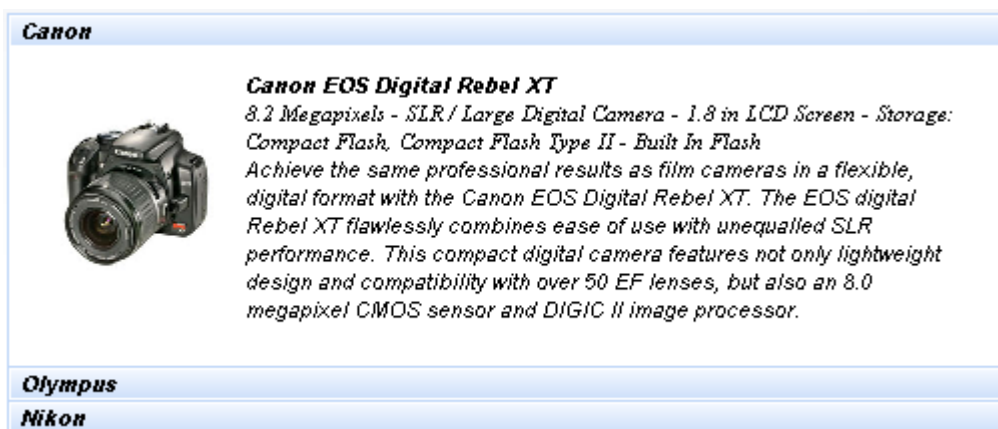 Canon
Canon EOS Digital Rebel XT
8.2 Megapixels - SLR / Large Digital Camera - 1.8 in LCD Screen - Storage:
Compact Flash, Compact Flash Type II - Built In Flash
Achieve the same professional results as film cameras in a flexible,
digital format with the Canon EOS Digital Rebel XT. The EOS digital
Rebel XT flawlessly combines ease of use with unequalled SLR
performance. This compact digital camera features not only lightweight
design and compatibility with over 50 EF lenses, but also an 8.0
megapixel CMOS sensor and DIGIC II image processor.
Olympus
Nikon